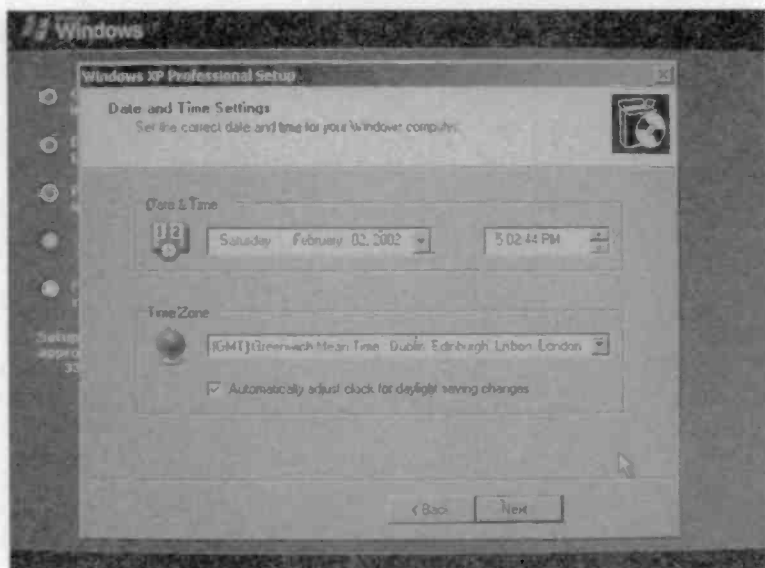 Windows
Windows XP Professional Setup
Date and Time Settings
Set the correct date and time for your Windows computer.
Date & Time
Saturday February 02, 2002
5:02:44 PM
Time Zone
(GMT) Greenwich Mean Time : Dublin, Edinburgh, Lisbon, London
Automatically adjust clock for daylight saving changes
< Back
Next